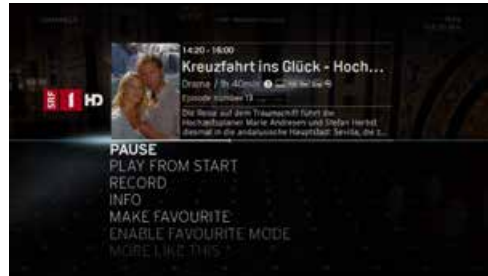 14:20 - 16:00
Kreuzfahrt ins Glück - Hoch...
Drama / 1h 40min
Episode number 13
Die Reise auf dem Traumschiff führt die
Hochzeitsplaner Marie Andresen und Stefan Herbst
diesmal in die andalusische Hauptstadt Sevilla, die z...
SRF 1 HD
PAUSE
PLAY FROM START
RECORD
INFO
MAKE FAVOURITE
ENABLE FAVOURITE MODE
MORE LIKE THIS